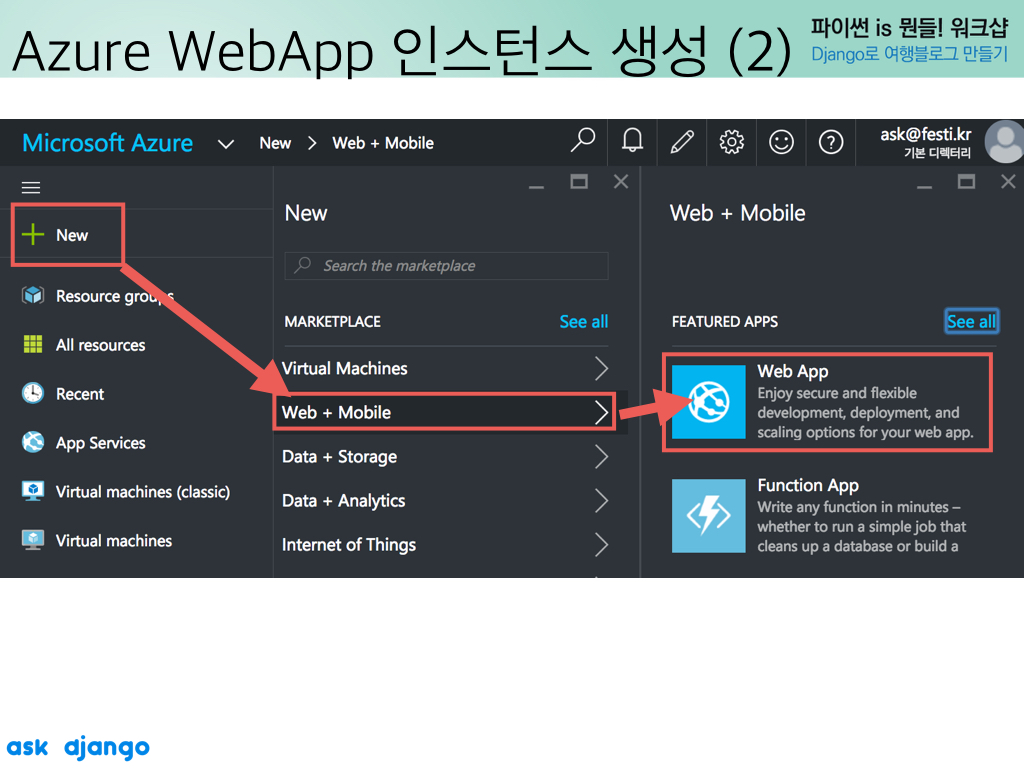 Azure WebApp 인스턴스 생성 (2)
파이썬 is 뭔들! 워크샵
Django로 여행블로그 만들기
Microsoft Azure
New > Web + Mobile
ask@festi.kr
기본 디렉터리
New
Resource groups
All resources
Recent
App Services
Virtual machines (classic)
Virtual machines
New
Search the marketplace
MARKETPLACE See all
Virtual Machines
Web + Mobile
Data + Storage
Data + Analytics
Internet of Things
Web + Mobile
FEATURED APPS See all
Web App
Enjoy secure and flexible
development, deployment, and
scaling options for your web app.
Function App
Write any function in minutes –
whether to run a simple job that
cleans up a database or build a
ask django